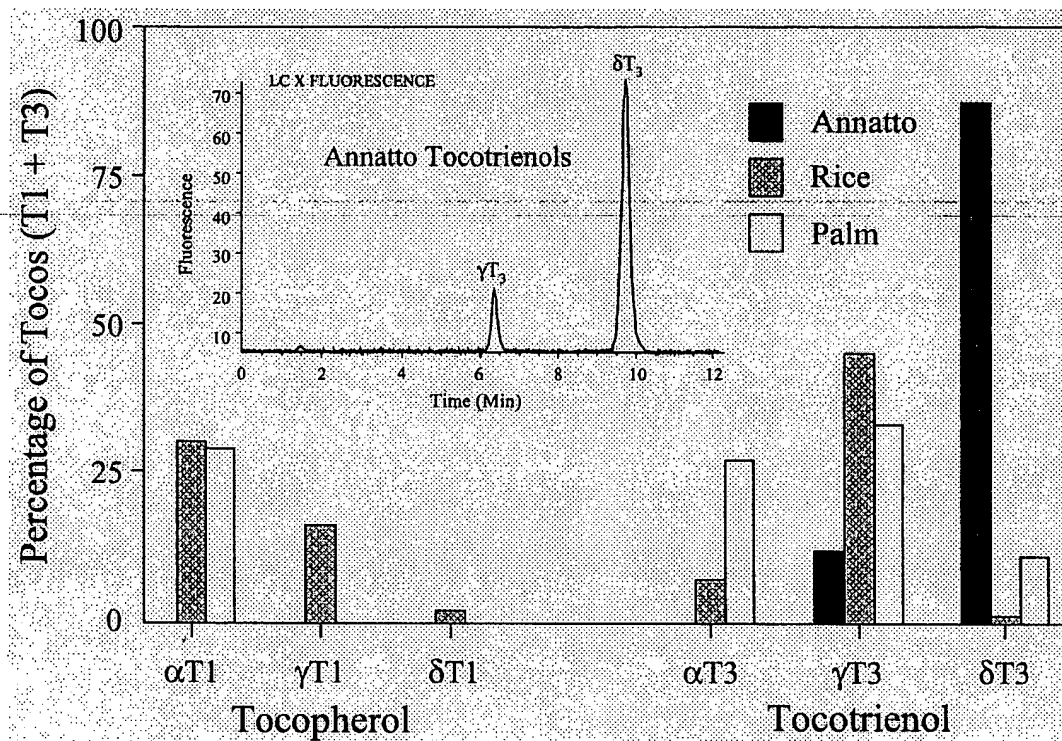 Percentage of Tocos (T1 + T3)
100
75
50
25
0
LC X FLUORESCENCE
Annatto Tocotrienols
Fluorescence
70
60
50
40
30
20
10
γT3
δT3
0 2 4 6 8 10 12
Time (Min)
Annatto
Rice
Palm
αT1 γT1 δT1 αT3 γT3 δT3
Tocopherol Tocotrienol